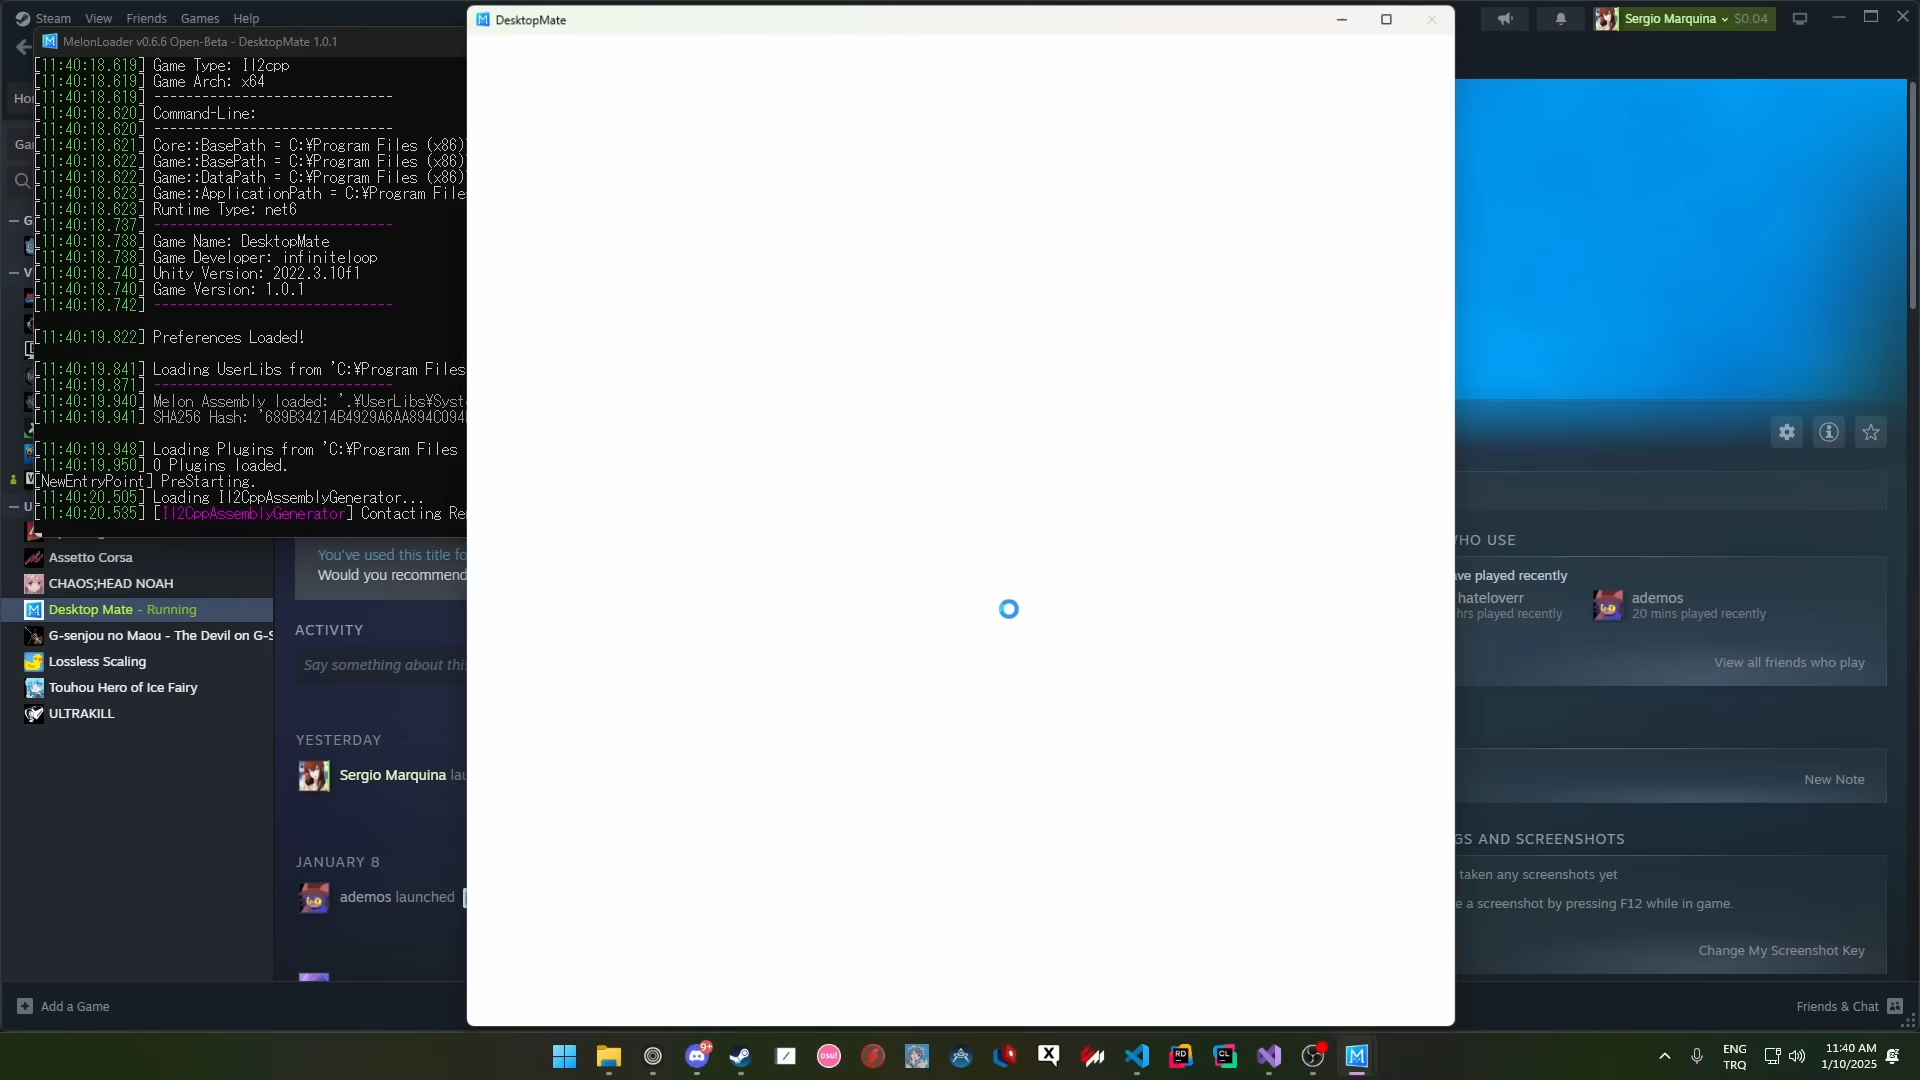 Steam View Friends Games Help
Sergio Marquina $0.04
MelonLoader v0.6.6 Open-Beta - DesktopMate 1.0.1
[11:40:18.619] Game Type: Il2cpp
[11:40:18.619] Game Arch: x64
[11:40:18.619] ------------------------------
[11:40:18.620] Command-Line:
[11:40:18.620] ------------------------------
[11:40:18.621] Core::BasePath = C:¥Program Files (x86)
[11:40:18.622] Game::BasePath = C:¥Program Files (x86)
[11:40:18.622] Game::DataPath = C:¥Program Files (x86)
[11:40:18.623] Game::ApplicationPath = C:¥Program Files
[11:40:18.623] Runtime Type: net6
[11:40:18.737] ------------------------------
[11:40:18.738] Game Name: DesktopMate
[11:40:18.738] Game Developer: infiniteloop
[11:40:18.740] Unity Version: 2022.3.10f1
[11:40:18.740] Game Version: 1.0.1
[11:40:18.742] ------------------------------
[11:40:19.822] Preferences Loaded!
[11:40:19.841] Loading UserLibs from 'C:¥Program Files
[11:40:19.871] ------------------------------
[11:40:19.940] Melon Assembly loaded: '.¥UserLibs¥Syst
[11:40:19.941] SHA256 Hash: '689B34214B4929A6AA894C094
[11:40:19.948] Loading Plugins from 'C:¥Program Files
[11:40:19.950] 0 Plugins loaded.
[NewEntryPoint] PreStarting.
[11:40:20.505] Loading Il2CppAssemblyGenerator...
[11:40:20.535] [Il2CppAssemblyGenerator] Contacting Re
DesktopMate
Assetto Corsa
CHAOS;HEAD NOAH
Desktop Mate - Running
G-senjou no Maou - The Devil on G-S
Lossless Scaling
Touhou Hero of Ice Fairy
ULTRAKILL
Add a Game
You've used this title fo
Would you recommend
ACTIVITY
Say something about this
YESTERDAY
Sergio Marquina lau
JANUARY 8
ademos launched
HO USE
ve played recently
hateloverr
hrs played recently
ademos
20 mins played recently
View all friends who play
New Note
GS AND SCREENSHOTS
taken any screenshots yet
e a screenshot by pressing F12 while in game.
Change My Screenshot Key
Friends & Chat
9+
osu!
RD
CL
ENG
TRQ
11:40 AM
1/10/2025